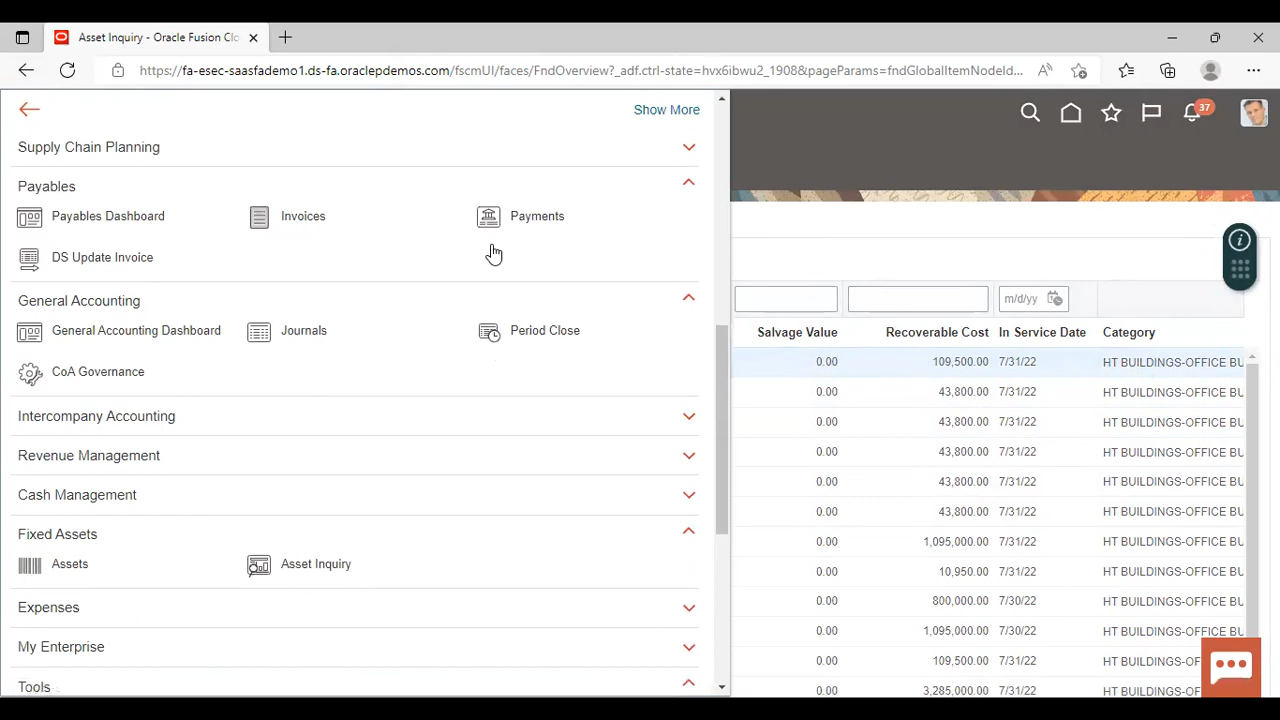 Asset Inquiry - Oracle Fusion Clo
https://fa-esec-saasfademo1.ds-fa.oraclepdemos.com/fscmUI/faces/FndOverview?_adf.ctrl-state=hvx6ibwu2_1908&pageParams=fndGlobalItemNodeId...
Show More
37
Supply Chain Planning
Payables
Payables Dashboard Invoices Payments
DS Update Invoice
General Accounting
m/dd/yy
General Accounting Dashboard Journals Period Close
Salvage Value Recoverable Cost In Service Date Category
CoA Governance
Intercompany Accounting
Revenue Management
Cash Management
Fixed Assets
Assets Asset Inquiry
Expenses
My Enterprise
Tools
0.00 109,500.00 7/31/22 HT BUILDINGS-OFFICE BU
0.00 43,800.00 7/31/22 HT BUILDINGS-OFFICE BU
0.00 43,800.00 7/31/22 HT BUILDINGS-OFFICE BU
0.00 43,800.00 7/31/22 HT BUILDINGS-OFFICE BU
0.00 43,800.00 7/31/22 HT BUILDINGS-OFFICE BU
0.00 43,800.00 7/31/22 HT BUILDINGS-OFFICE BU
0.00 1,095,000.00 7/31/22 HT BUILDINGS-OFFICE BU
0.00 10,950.00 7/31/22 HT BUILDINGS-OFFICE BU
0.00 800,000.00 7/30/22 HT BUILDINGS-OFFICE BU
0.00 1,095,000.00 7/30/22 HT BUILDINGS-OFFICE BU
0.00 109,500.00 7/31/22 HT BUILDINGS-O
0.00 3,285,000.00 7/31/22 HT BUILDINGS-O